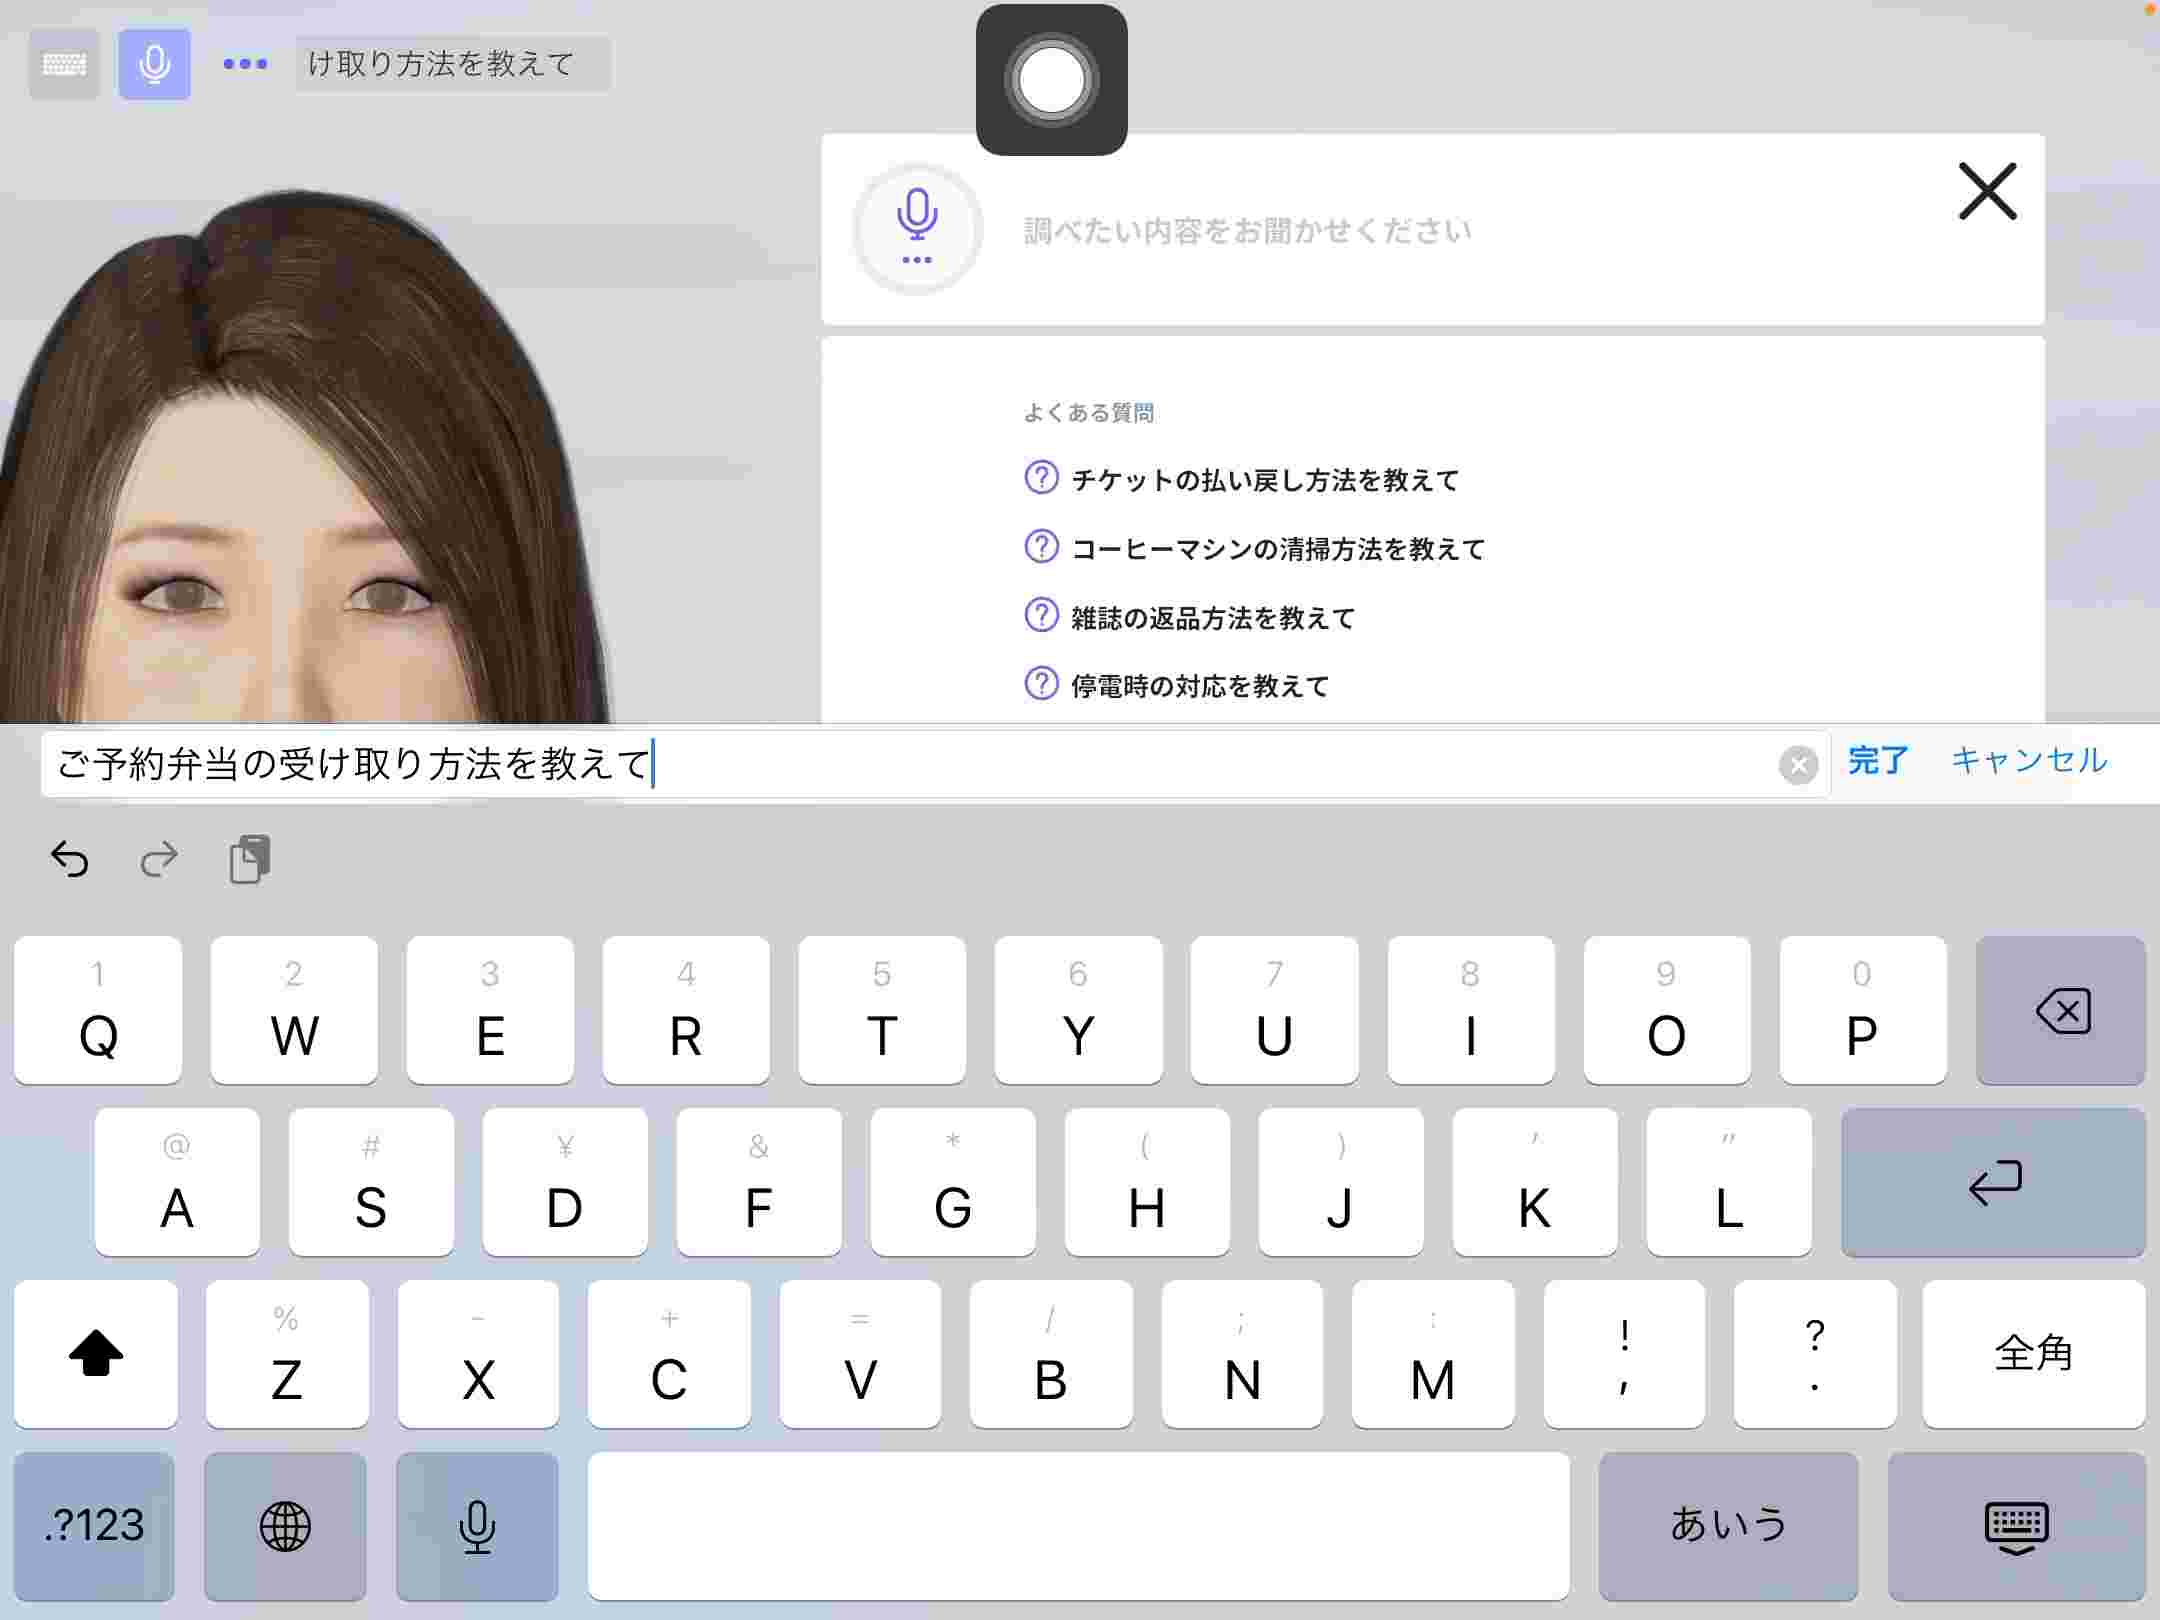 け取り方法を教えて
調べたい内容をお聞かせください
よくある質問
チケットの払い戻し方法を教えて
コーヒーマシンの清掃方法を教えて
雑誌の返品方法を教えて
停電時の対応を教えて
ご予約弁当の受け取り方法を教えて 完了 キャンセル
1 2 3 4 5 6 7 8 9 0
Q W E R T Y U I O P
@ # ¥ & * ( ) ' "
A S D F G H J K L
% - + = / ; : ! ?
Z X C V B N M , . 全角
.?123 あいう